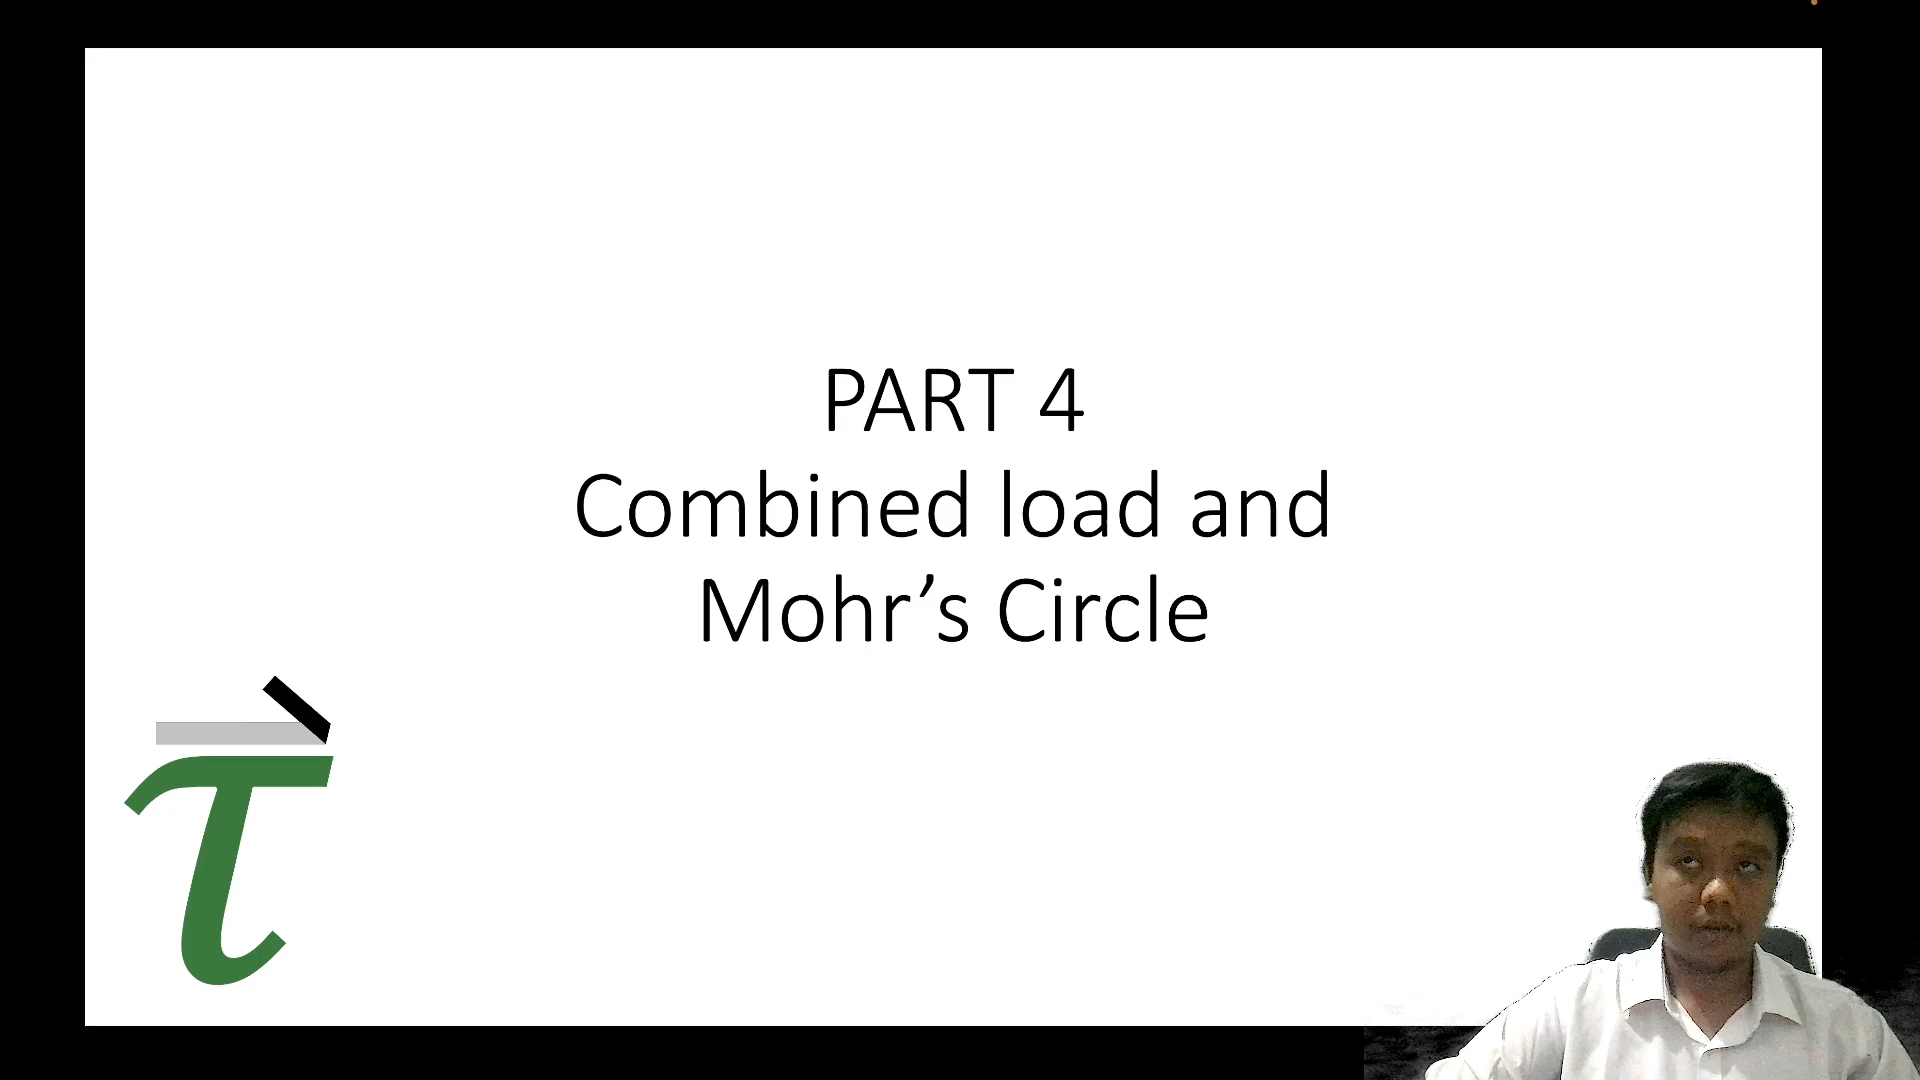 PART 4
Combined load and
Mohr’s Circle
τ